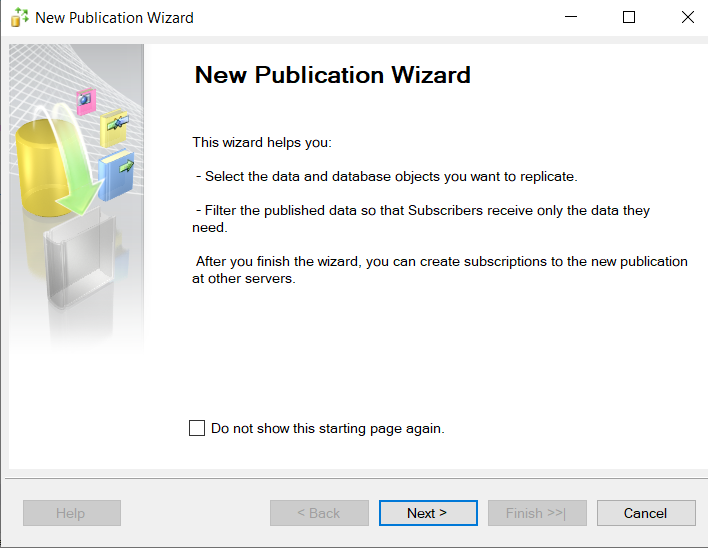 New Publication Wizard
New Publication Wizard
This wizard helps you:
- Select the data and database objects you want to replicate.
- Filter the published data so that Subscribers receive only the data they
need.
After you finish the wizard, you can create subscriptions to the new publication
at other servers.
Do not show this starting page again.
Help
< Back
Next >
Finish >>|
Cancel